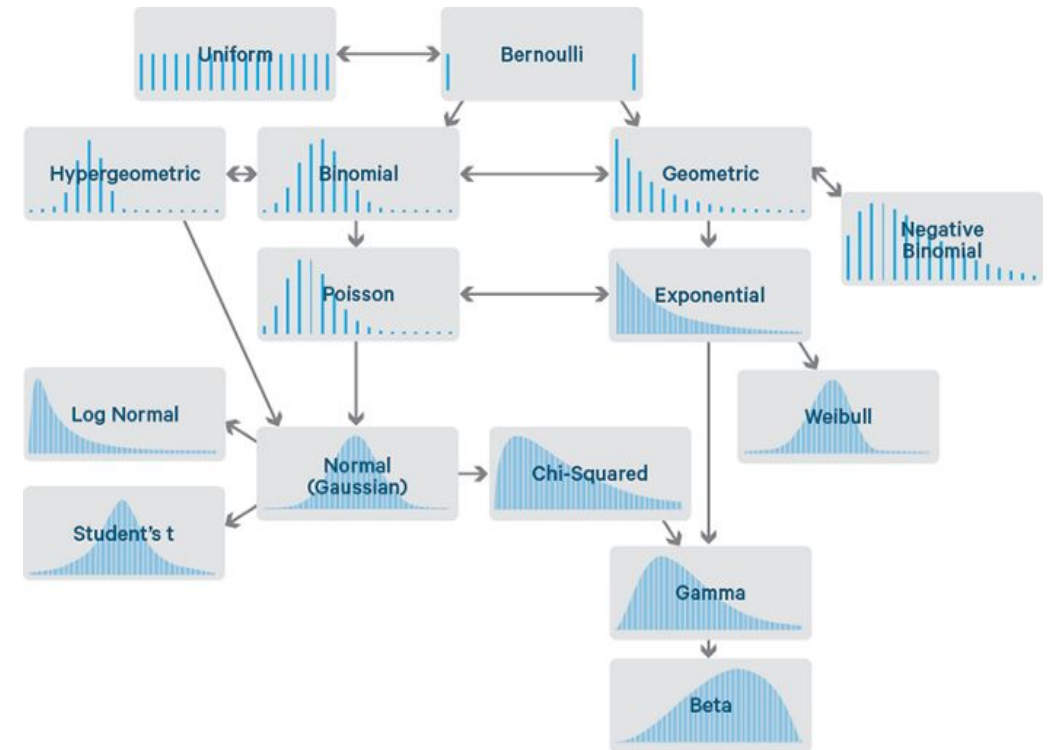 Uniform
Bernoulli
Hypergeometric
Binomial
Geometric
Negative
Binomial
Poisson
Exponential
Log Normal
Weibull
Normal
(Gaussian)
Chi-Squared
Student's t
Gamma
Beta